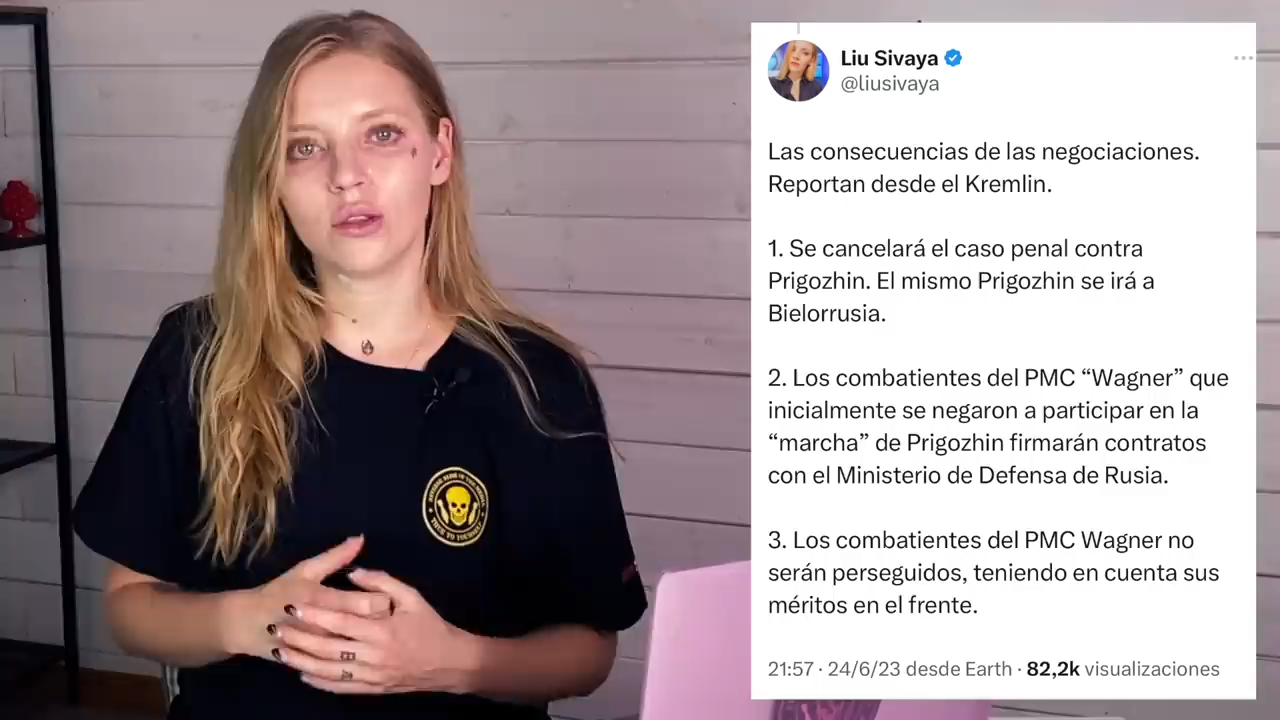 Liu Sivaya
@liusivaya
Las consecuencias de las negociaciones.
Reportan desde el Kremlin.
1. Se cancelará el caso penal contra
Prigozhin. El mismo Prigozhin se irá a
Bielorrusia.
2. Los combatientes del PMC “Wagner” que
inicialmente se negaron a participar en la
“marcha” de Prigozhin firmarán contratos
con el Ministerio de Defensa de Rusia.
3. Los combatientes del PMC Wagner no
serán perseguidos, teniendo en cuenta sus
méritos en el frente.
21:57 · 24/6/23 desde Earth · 82,2k visualizaciones
TRUE TO YOURSELF